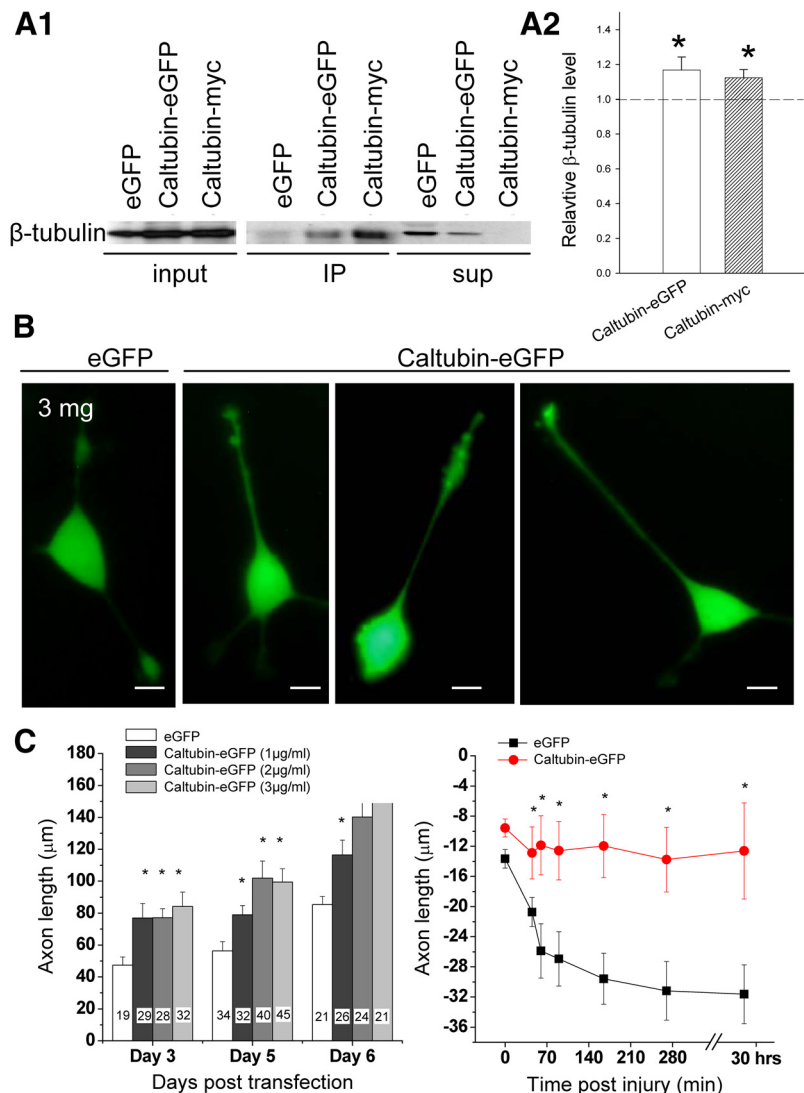 A1
eGFP
Caltubin-eGFP
Caltubin-myc
eGFP
Caltubin-eGFP
Caltubin-myc
eGFP
Caltubin-eGFP
Caltubin-myc
β-tubulin
input
IP
sup
A2
Relavtive β-tubulin level
1.4
1.2
1.0
0.8
0.6
0.4
0.2
0.0
*
*
Caltubin-eGFP
Caltubin-myc
B
eGFP
Caltubin-eGFP
3 mg
C
eGFP
Caltubin-eGFP (1μg/ml)
Caltubin-eGFP (2μg/ml)
Caltubin-eGFP (3μg/ml)
Axon length (μm)
180
160
140
120
100
80
60
40
20
0
* * *
* * *
*
19 29 28 32
34 32 40 45
21 26 24 21
Day 3
Day 5
Day 6
Days post transfection
eGFP
Caltubin-eGFP
Axon length (μm)
-0
-4
-8
-12
-16
-20
-24
-28
-32
-36
* * * * * *
0 70 140 210 280 30 hrs
Time post injury (min)